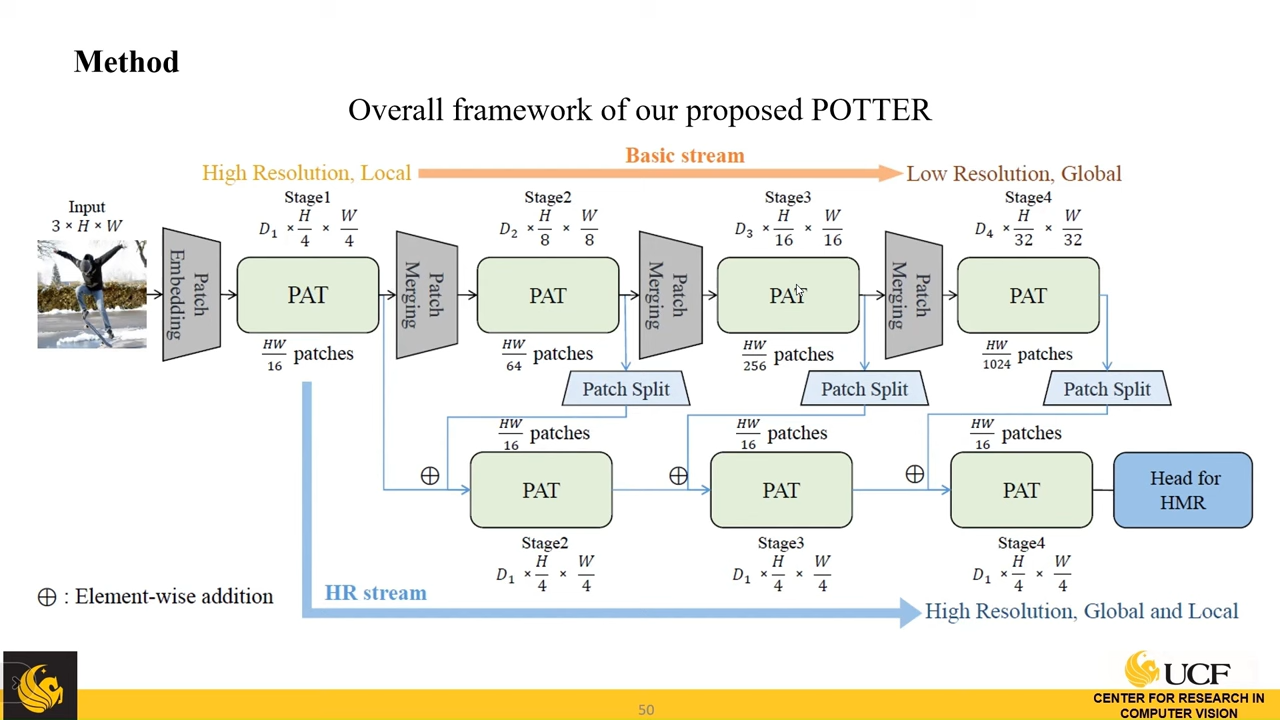 Method
Overall framework of our proposed POTTER
Basic stream
High Resolution, Local
Low Resolution, Global
Input
3 × H × W
Stage1
D₁ × H/4 × W/4
Stage2
D₂ × H/8 × W/8
Stage3
D₃ × H/16 × W/16
Stage4
D₄ × H/32 × W/32
Patch Embedding
PAT
Patch Merging
PAT
Patch Merging
PAT
Patch Merging
PAT
HW/16 patches
HW/64 patches
HW/256 patches
HW/1024 patches
Patch Split
Patch Split
Patch Split
HW/16 patches
HW/16 patches
HW/16 patches
⊕
⊕
⊕
PAT
PAT
PAT
Head for
HMR
Stage2
D₁ × H/4 × W/4
Stage3
D₁ × H/4 × W/4
Stage4
D₁ × H/4 × W/4
⊕ : Element-wise addition
HR stream
High Resolution, Global and Local
50
UCF
CENTER FOR RESEARCH IN
COMPUTER VISION